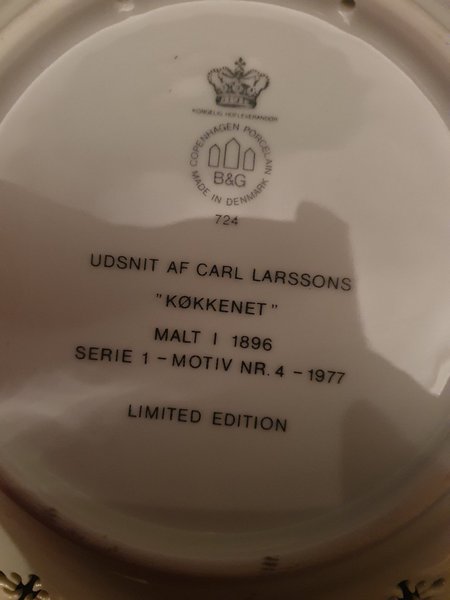 KONGELIG HOFLEVERANDØR
COPENHAGEN PORCELAIN
B&G
MADE IN DENMARK
724
UDSNIT AF CARL LARSSONS
"KØKKENET"
MALT I 1896
SERIE 1 - MOTIV NR. 4 - 1977
LIMITED EDITION